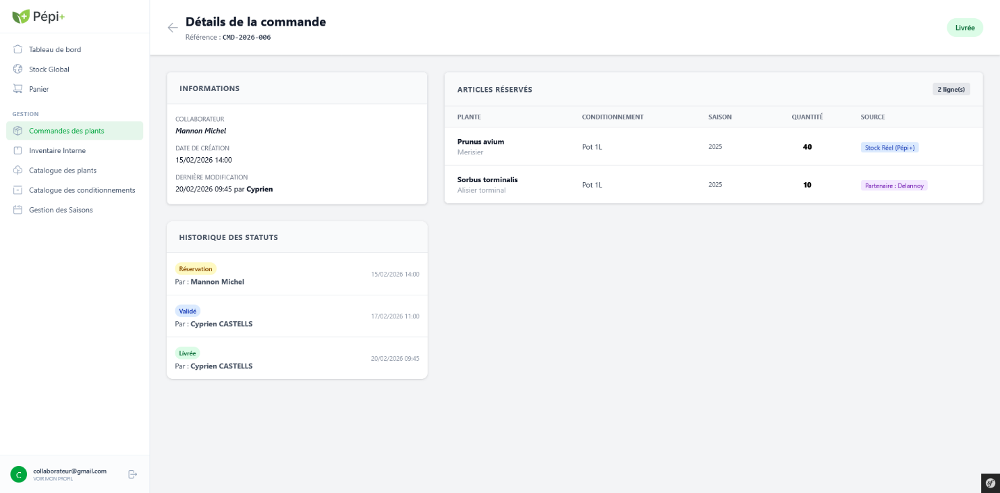 Pépi+
Tableau de bord
Stock Global
Panier
GESTION
Commandes des plants
Inventaire Interne
Catalogue des plants
Catalogue des conditionnements
Gestion des Saisons
C
collaborateur@gmail.com
VOIR MON PROFIL
Détails de la commande
Référence : CMD-2026-006
Livrée
INFORMATIONS
COLLABORATEUR
Mannon Michel
DATE DE CRÉATION
15/02/2026 14:00
DERNIÈRE MODIFICATION
20/02/2026 09:45 par Cyprien
HISTORIQUE DES STATUTS
Réservation
Par : Mannon Michel
15/02/2026 14:00
Validé
Par : Cyprien CASTELLS
17/02/2026 11:00
Livrée
Par : Cyprien CASTELLS
20/02/2026 09:45
ARTICLES RÉSERVÉS
2 ligne(s)
PLANTE CONDITIONNEMENT SAISON QUANTITÉ SOURCE
Prunus avium
Merisier
Pot 1L 2025 40 Stock Réel (Pépi+)
Sorbus torminalis
Alisier torminal
Pot 1L 2025 10 Partenaire : Delannoy
sf